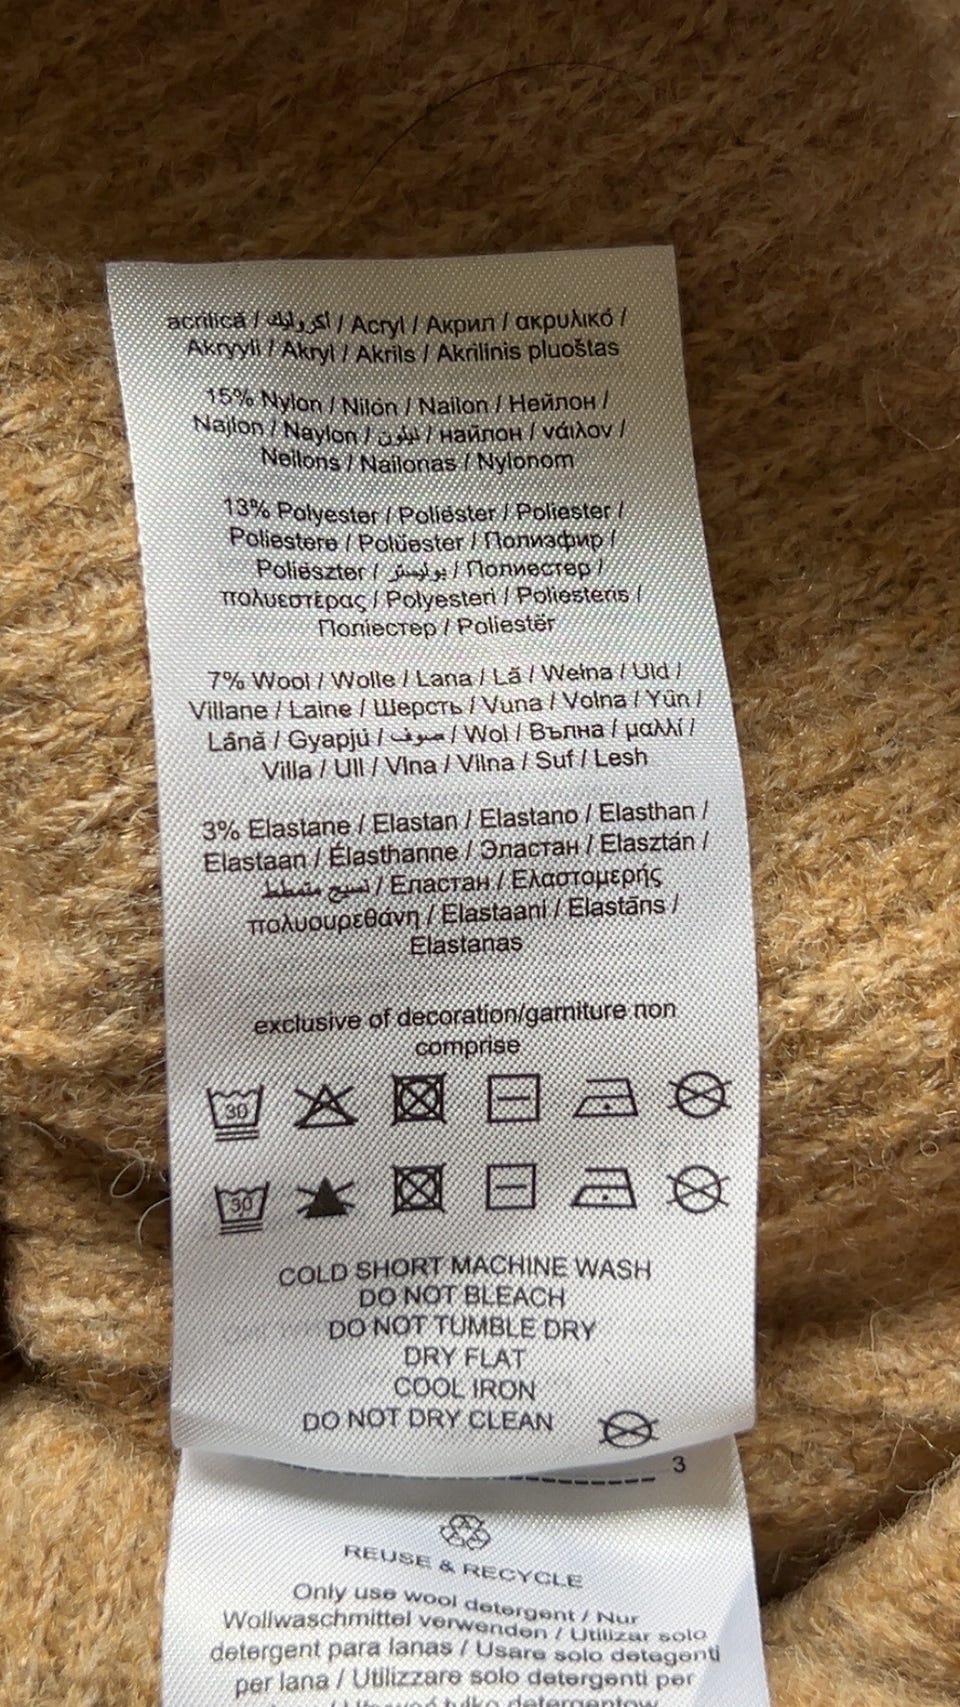 acrilică / أكروليك / Acryl / Акрил / ακρυλικό /
Akryyli / Akryl / Akrils / Akrilinis pluoštas
15% Nylon / Nilón / Nailon / Нейлон /
Najlon / Naylon / نيلون / найлон / νάιλον /
Neilons / Nailonas / Nylonom
13% Polyester / Poliéster / Poliester /
Poliestere / Polüester / Полиэфир /
Poliészter / بوليستر / Полиестер /
πολυεστέρας / Polyesteri / Poliesteris /
Поліестер / Poliestër
7% Wool / Wolle / Lana / Lã / Wełna / Uld /
Villane / Laine / Шерсть / Vuna / Volna / Yün /
Lână / Gyapjú / صوف / Wol / Вълна / μαλλί /
Villa / Ull / Vlna / Vilna / Suf / Lesh
3% Elastane / Elastan / Elastano / Elasthan /
Elastaan / Élasthanne / Эластан / Elasztán /
نسيج متمطط / Еластан / Ελαστομερής
πολυουρεθάνη / Elastaani / Elastāns /
Elastanas
exclusive of decoration/garniture non
comprise
30
30
COLD SHORT MACHINE WASH
DO NOT BLEACH
DO NOT TUMBLE DRY
DRY FLAT
COOL IRON
DO NOT DRY CLEAN
3
REUSE & RECYCLE
Only use wool detergent / Nur
Wollwaschmittel verwenden / Utilizar solo
detergent para lanas / Usare solo detegenti
per lana / Utilizzare solo detergenti per
tylko detergentow